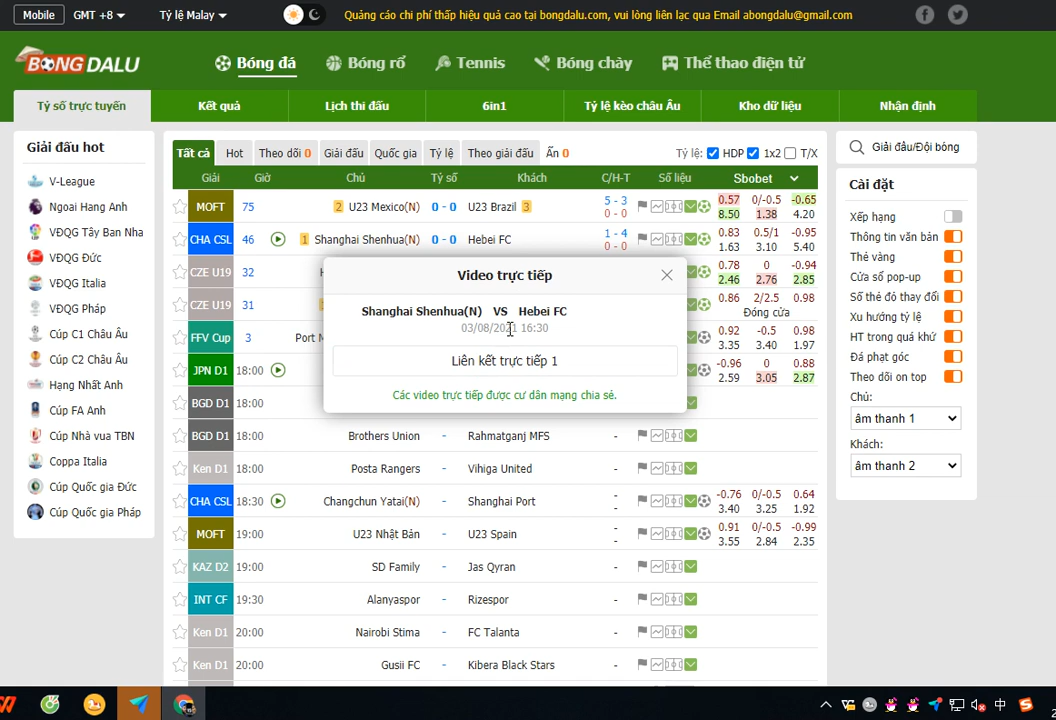 Mobile GMT +8 Tỷ lệ Malay Quảng cáo chi phí thấp hiệu quả cao tại bongdalu.com, vui lòng liên lạc qua Email abongdalu@gmail.com
BONGDALU Bóng đá Bóng rổ Tennis Bóng chày Thể thao điện tử
Tỷ số trực tuyến Kết quả Lịch thi đấu 6in1 Tỷ lệ kèo châu Âu Kho dữ liệu Nhận định
Giải đấu hot
V-League
Ngoai Hang Anh
VĐQG Tây Ban Nha
VĐQG Đức
VĐQG Italia
VĐQG Pháp
Cúp C1 Châu Âu
Cúp C2 Châu Âu
Hạng Nhất Anh
Cúp FA Anh
Cúp Nhà vua TBN
Coppa Italia
Cúp Quốc gia Đức
Cúp Quốc gia Pháp
Tất cả Hot Theo dõi 0 Giải đấu Quốc gia Tỷ lệ Theo giải đấu Ẩn 0 Tỷ lệ: HDP 1x2 T/X
Giải Giờ Chủ Tỷ số Khách C/H-T Số liệu Sbobet
MOFT 75 2 U23 Mexico(N) 0 - 0 U23 Brazil 3 5 - 3 0.57 0/-0.5 -0.65
0 - 0 8.50 1.38 4.20
CHA CSL 46 1 Shanghai Shenhua(N) 0 - 0 Hebei FC 1 - 4 0.83 0.5/1 -0.95
0 - 0 1.63 3.10 5.40
CZE U19 32 0.78 0 -0.94
2.46 2.76 2.85
CZE U19 31 0.86 2/2.5 0.98
Đóng cửa
FFV Cup 3 Port M 0.92 -0.5 0.98
3.35 3.40 1.97
JPN D1 18:00 -0.96 0 0.88
2.59 3.05 2.87
BGD D1 18:00
BGD D1 18:00 Brothers Union - Rahmatganj MFS -
Ken D1 18:00 Posta Rangers - Vihiga United -
CHA CSL 18:30 Changchun Yatai(N) - Shanghai Port - -0.76 0/-0.5 0.64
- 3.40 3.25 1.92
MOFT 19:00 U23 Nhật Bản - U23 Spain - 0.91 0/-0.5 -0.99
- 3.55 2.84 2.35
KAZ D2 19:00 SD Family - Jas Qyran -
INT CF 19:30 Alanyaspor - Rizespor -
Ken D1 20:00 Nairobi Stima - FC Talanta -
Ken D1 20:00 Gusii FC - Kibera Black Stars -
Video trực tiếp
Shanghai Shenhua(N) VS Hebei FC
03/08/2021 16:30
Liên kết trực tiếp 1
Các video trực tiếp được cư dân mạng chia sẻ.
Giải đấu/Đội bóng
Cài đặt
Xếp hạng
Thông tin văn bản
Thẻ vàng
Cửa sổ pop-up
Số thẻ đỏ thay đổi
Xu hướng tỷ lệ
HT trong quá khứ
Đá phạt góc
Theo dõi on top
Chủ:
âm thanh 1
Khách:
âm thanh 2
中